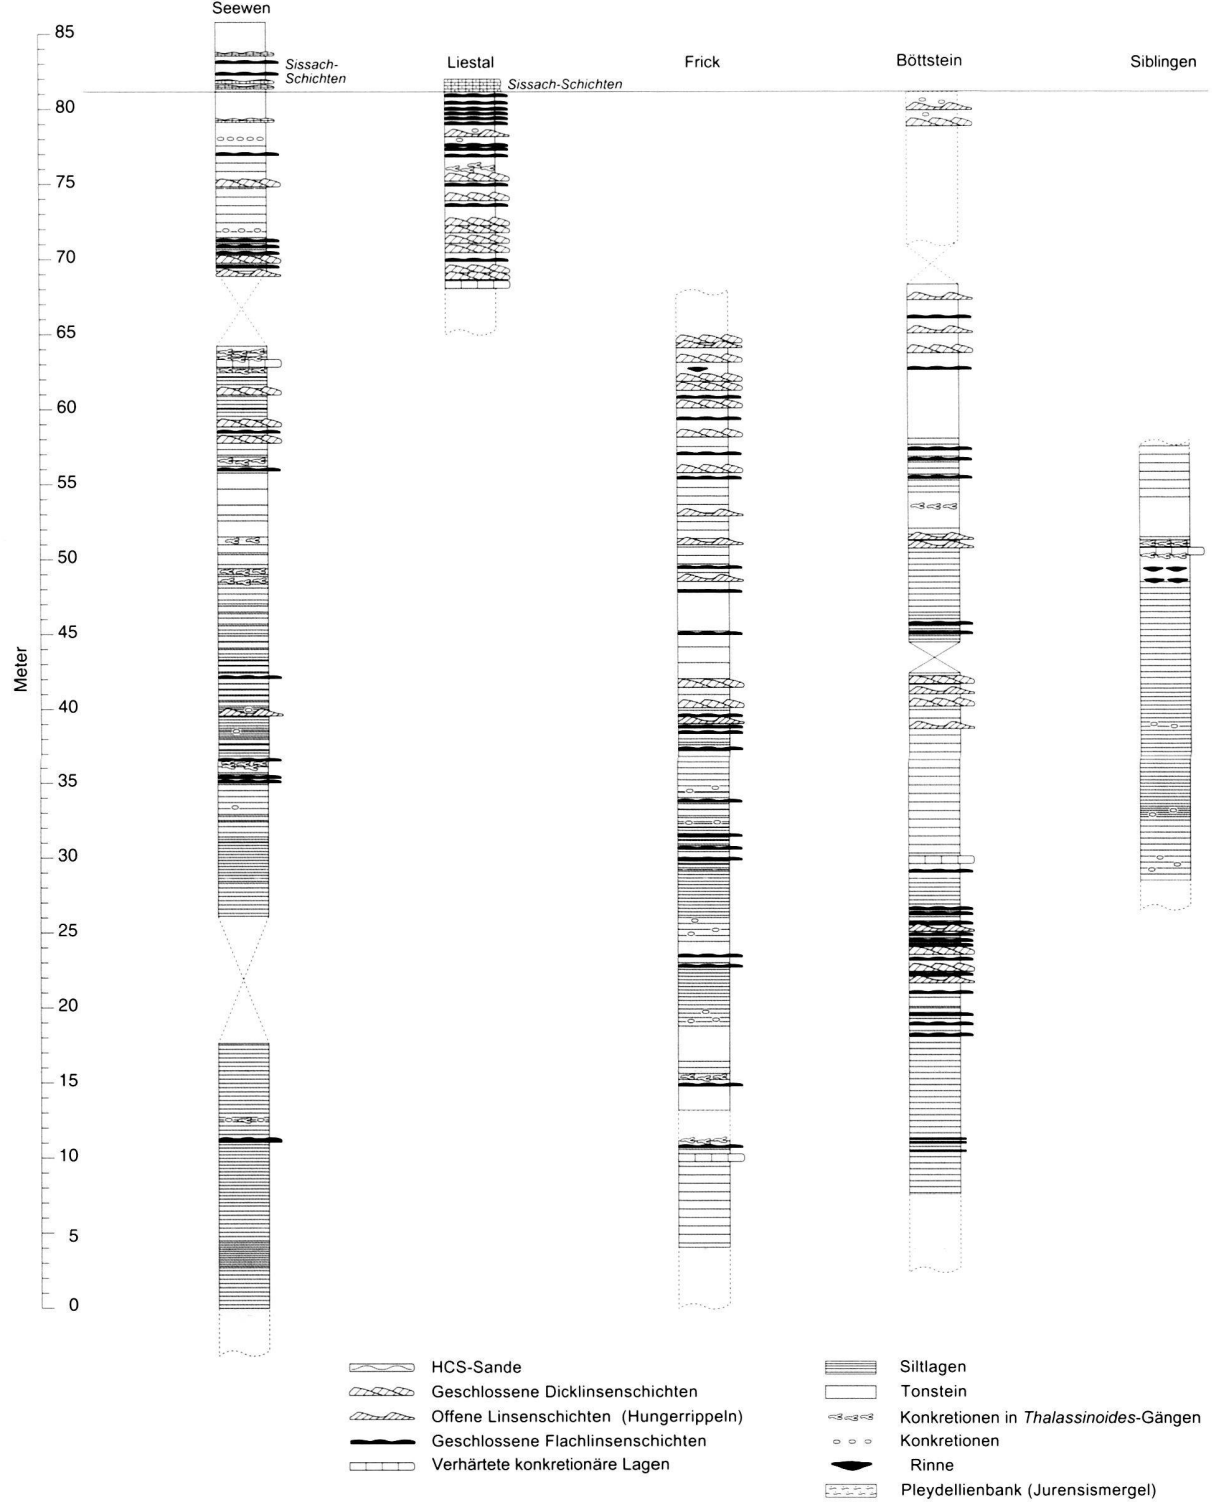 Seewen
Liestal
Frick
Böttstein
Siblingen
Sissach-
Schichten
Sissach-Schichten
85
80
75
70
65
60
55
50
45
40
35
30
25
20
15
10
5
0
Meter
HCS-Sande
Geschlossene Dicklinsenschichten
Offene Linsenschichten (Hungerrippeln)
Geschlossene Flachlinsenschichten
Verhärtete konkretionäre Lagen
Siltlagen
Tonstein
Konkretionen in Thalassinoides-Gängen
Konkretionen
Rinne
Pleydellienbank (Jurensismergel)